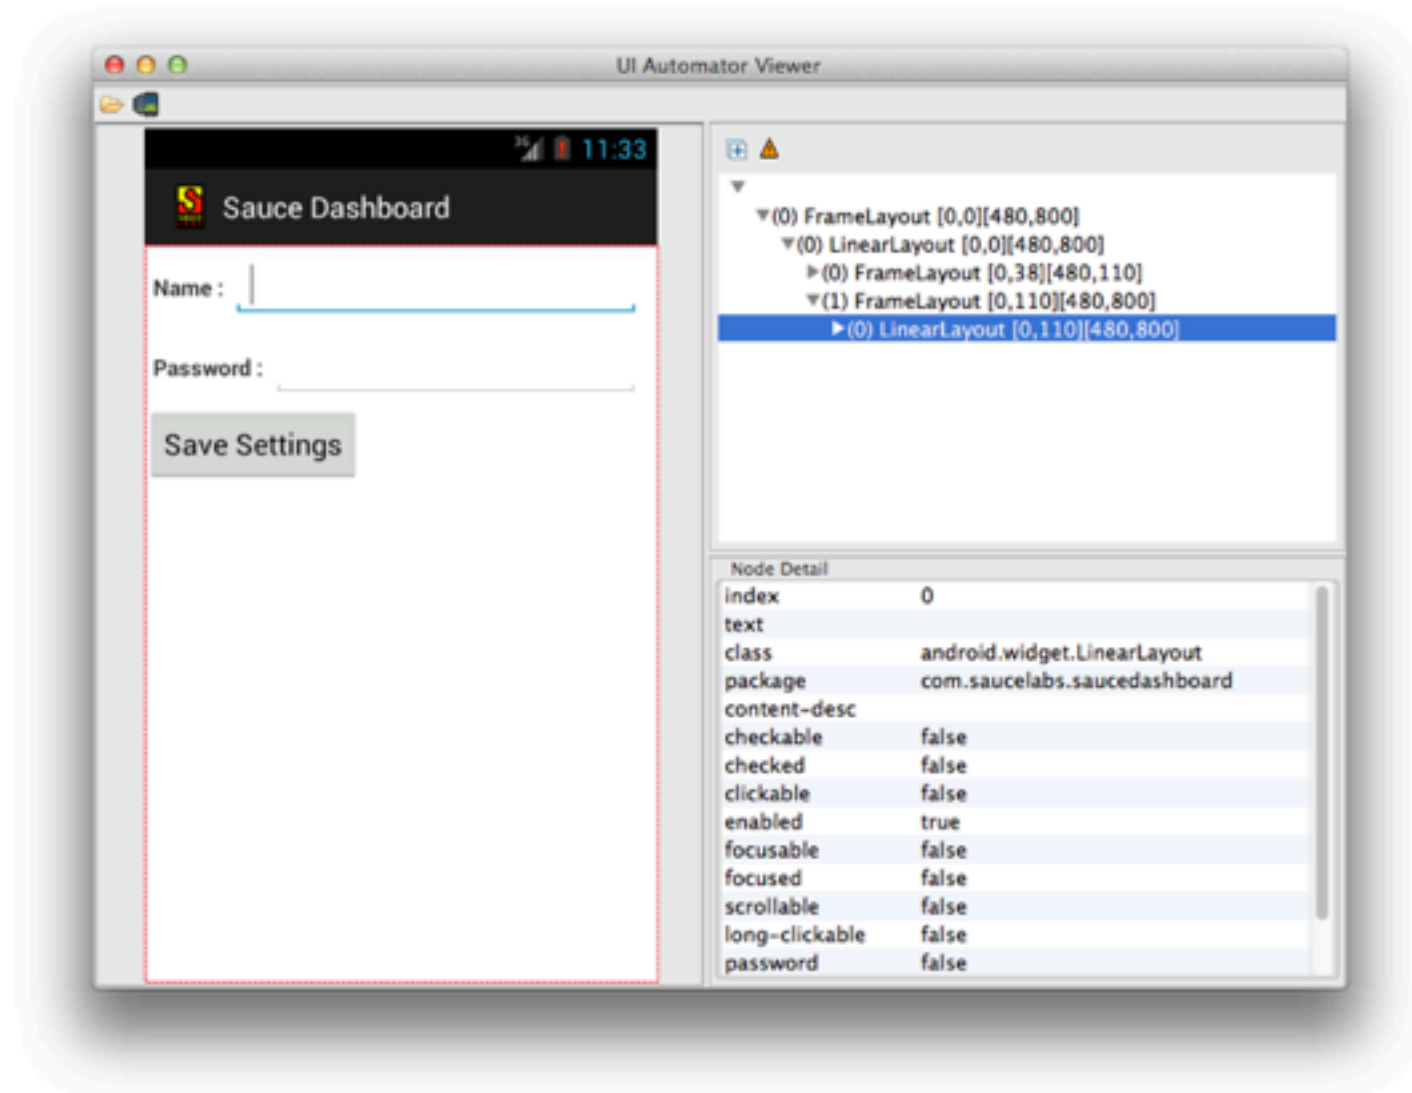 UI Automator Viewer
3G 11:33
Sauce Dashboard
Name :
Password :
Save Settings
(0) FrameLayout [0,0][480,800]
(0) LinearLayout [0,0][480,800]
(0) FrameLayout [0,38][480,110]
(1) FrameLayout [0,110][480,800]
(0) LinearLayout [0,110][480,800]
Node Detail
index 0
text
class android.widget.LinearLayout
package com.saucelabs.saucedashboard
content-desc
checkable false
checked false
clickable false
enabled true
focusable false
focused false
scrollable false
long-clickable false
password false